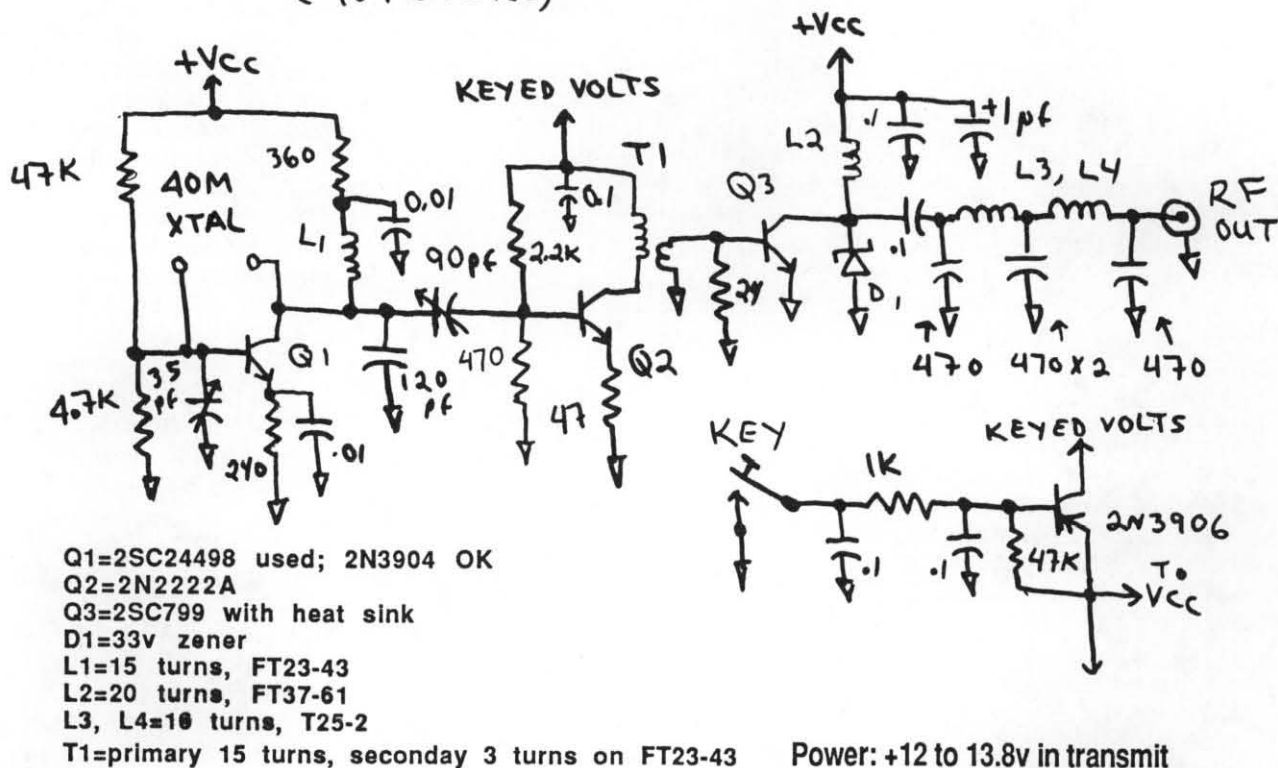 +Vcc
+Vcc
KEYED VOLTS
47K
360
40M
XTAL
0.01
L1
90pf
0.1
T1
2.2K
Q3
L2
.1
+1µf
L3, L4
RF
OUT
.1
24
D1
Q1
35
pf
4.7K
240
.01
120
pf
470
Q2
47
470
470x2
470
KEY
1K
KEYED VOLTS
.1
.1
47K
2N3906
To
Vcc
Q1=2SC24498 used; 2N3904 OK
Q2=2N2222A
Q3=2SC799 with heat sink
D1=33v zener
L1=15 turns, FT23-43
L2=20 turns, FT37-61
L3, L4=16 turns, T25-2
T1=primary 15 turns, seconday 3 turns on FT23-43
Power: +12 to 13.8v in transmit